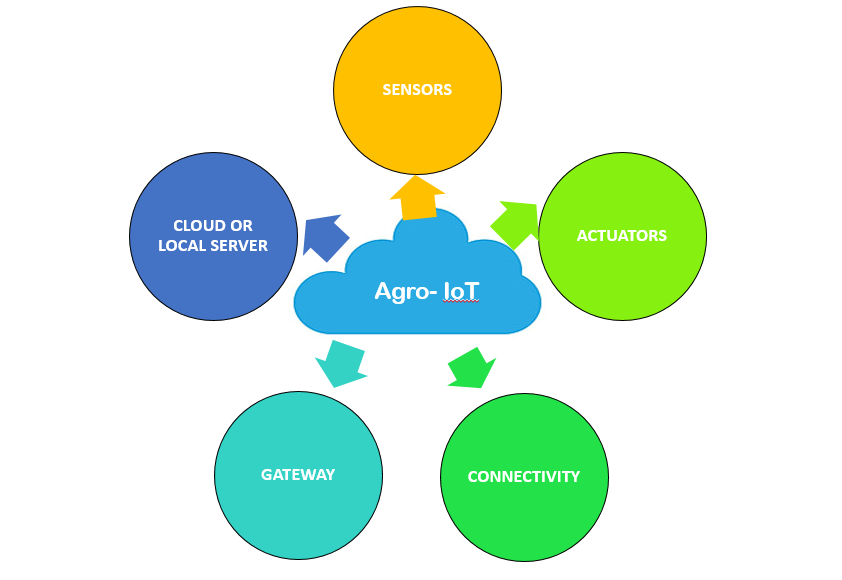 SENSORS
CLOUD OR
LOCAL SERVER
ACTUATORS
Agro- IoT
GATEWAY
CONNECTIVITY